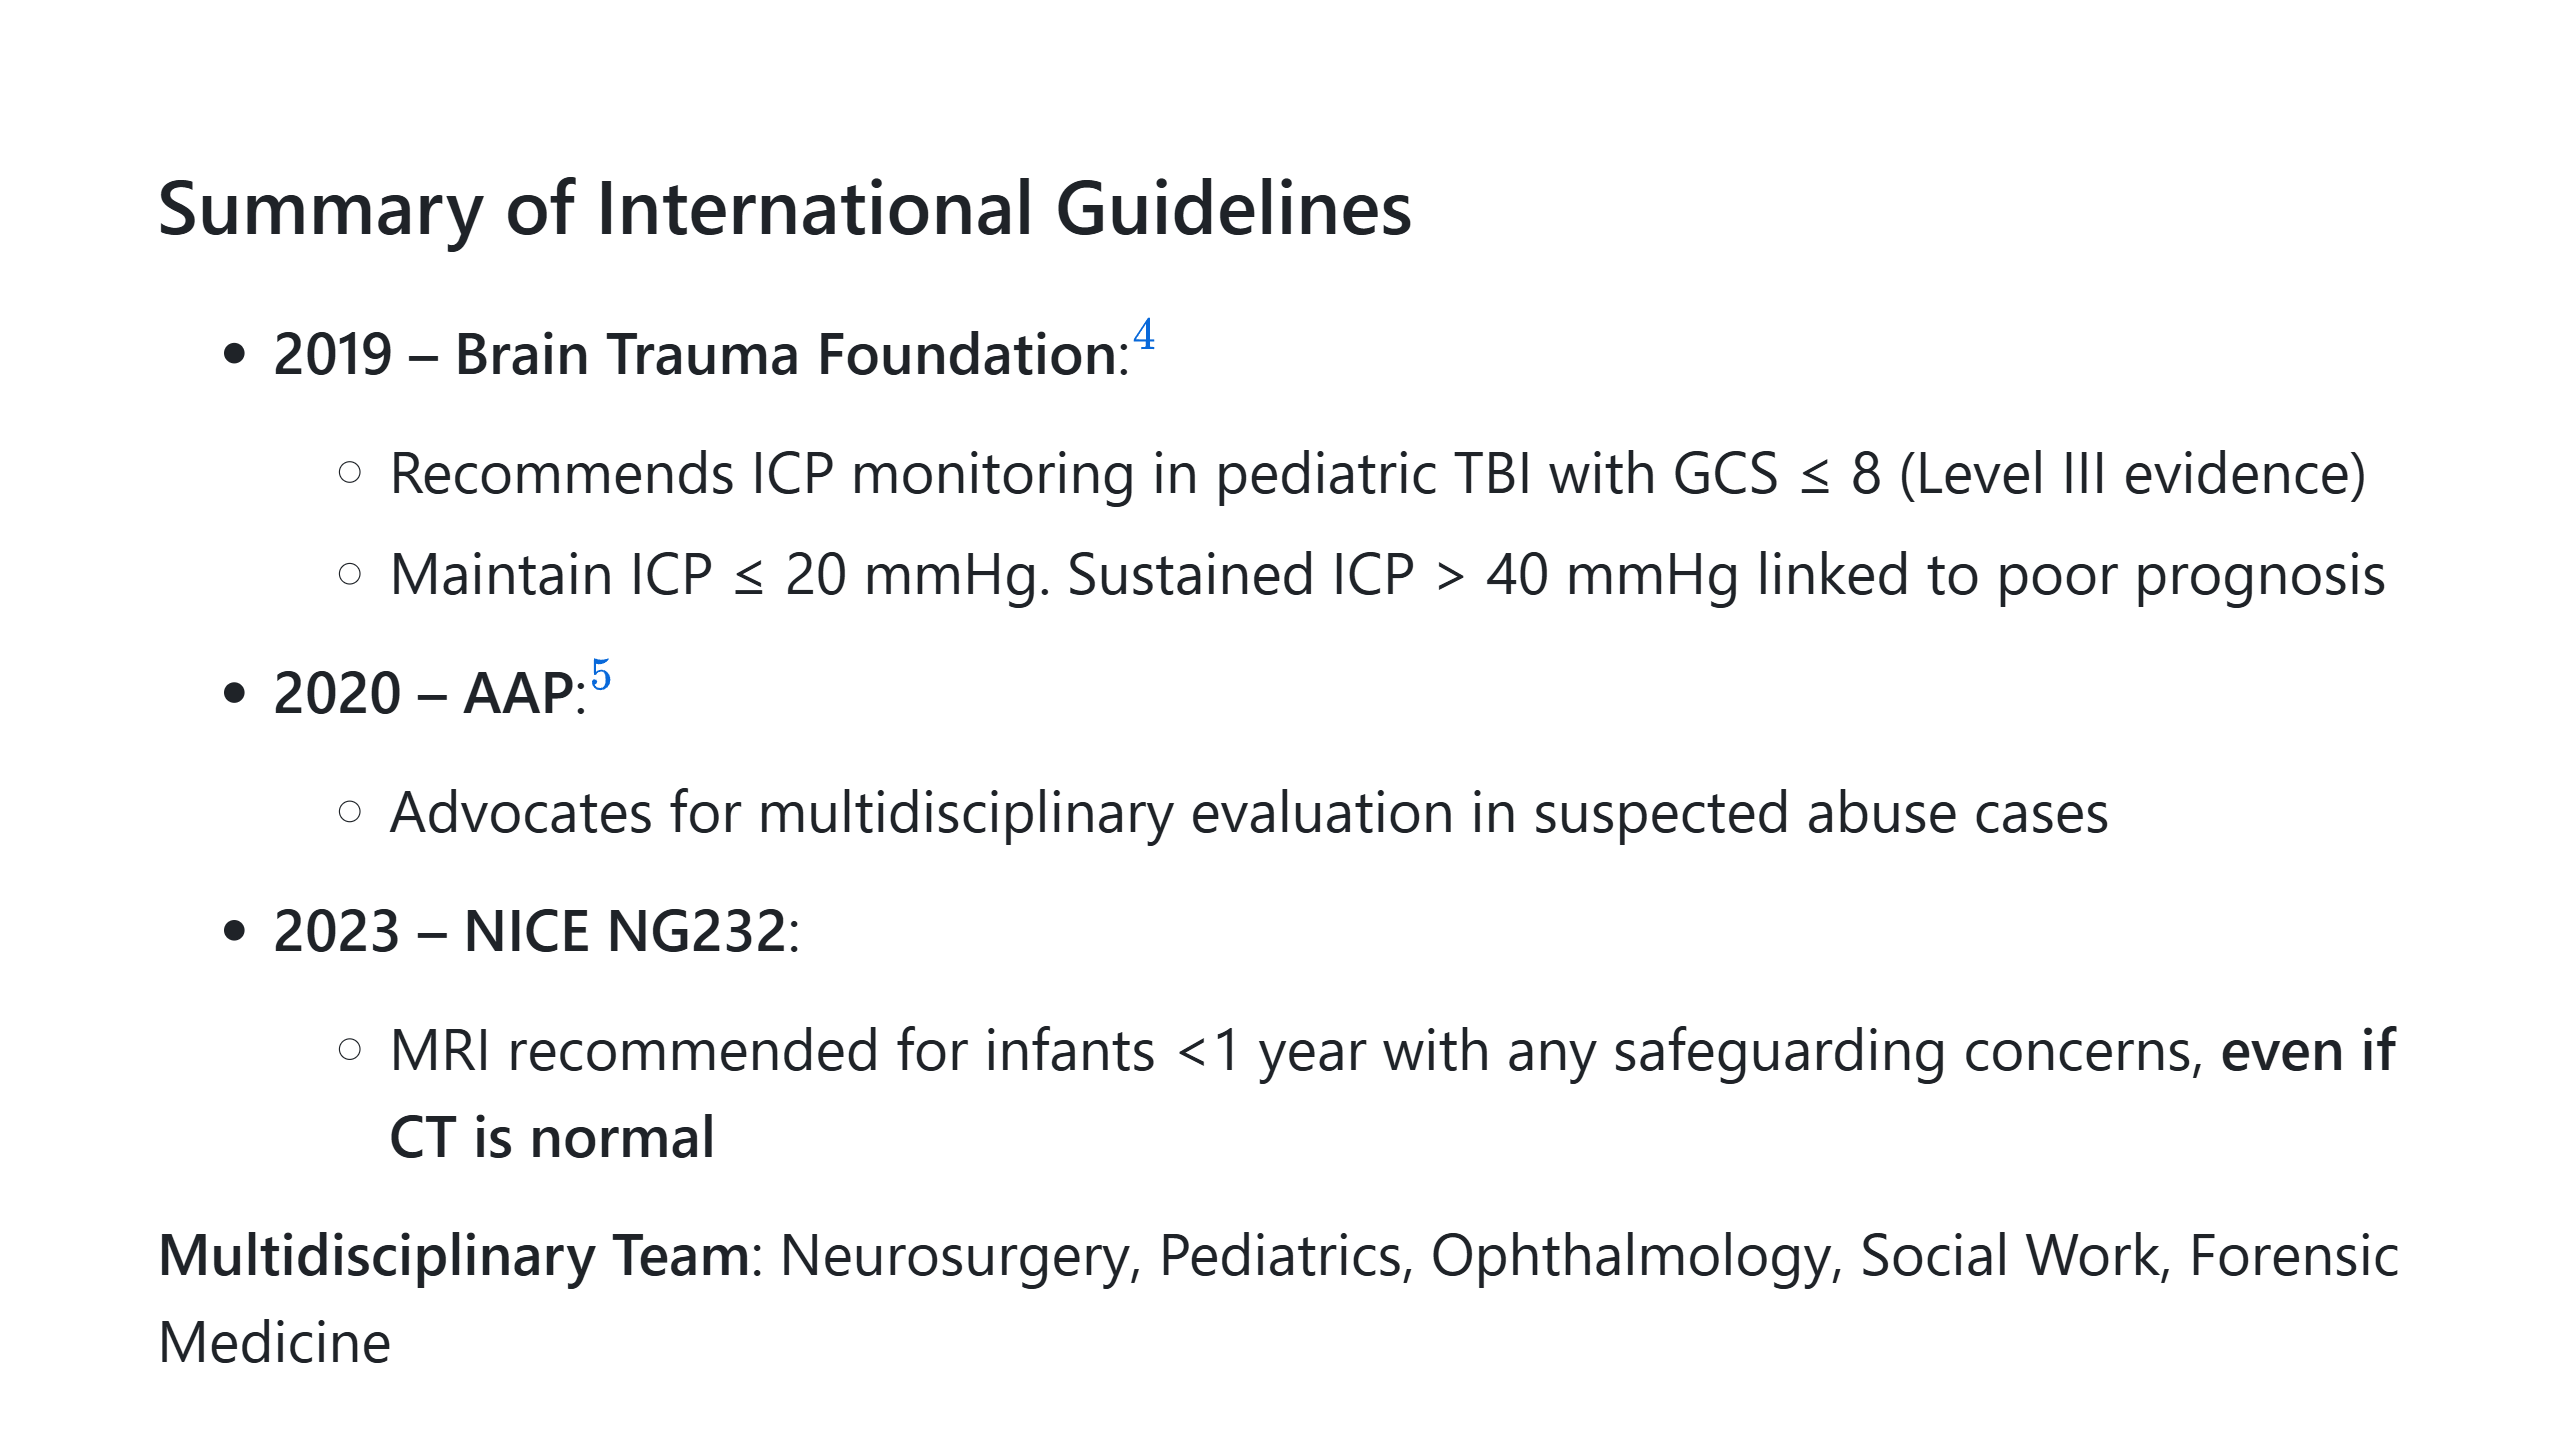 Summary of International Guidelines
• 2019 – Brain Trauma Foundation:4
○ Recommends ICP monitoring in pediatric TBI with GCS ≤ 8 (Level III evidence)
○ Maintain ICP ≤ 20 mmHg. Sustained ICP > 40 mmHg linked to poor prognosis
• 2020 – AAP:5
○ Advocates for multidisciplinary evaluation in suspected abuse cases
• 2023 – NICE NG232:
○ MRI recommended for infants <1 year with any safeguarding concerns, even if
CT is normal
Multidisciplinary Team: Neurosurgery, Pediatrics, Ophthalmology, Social Work, Forensic
Medicine